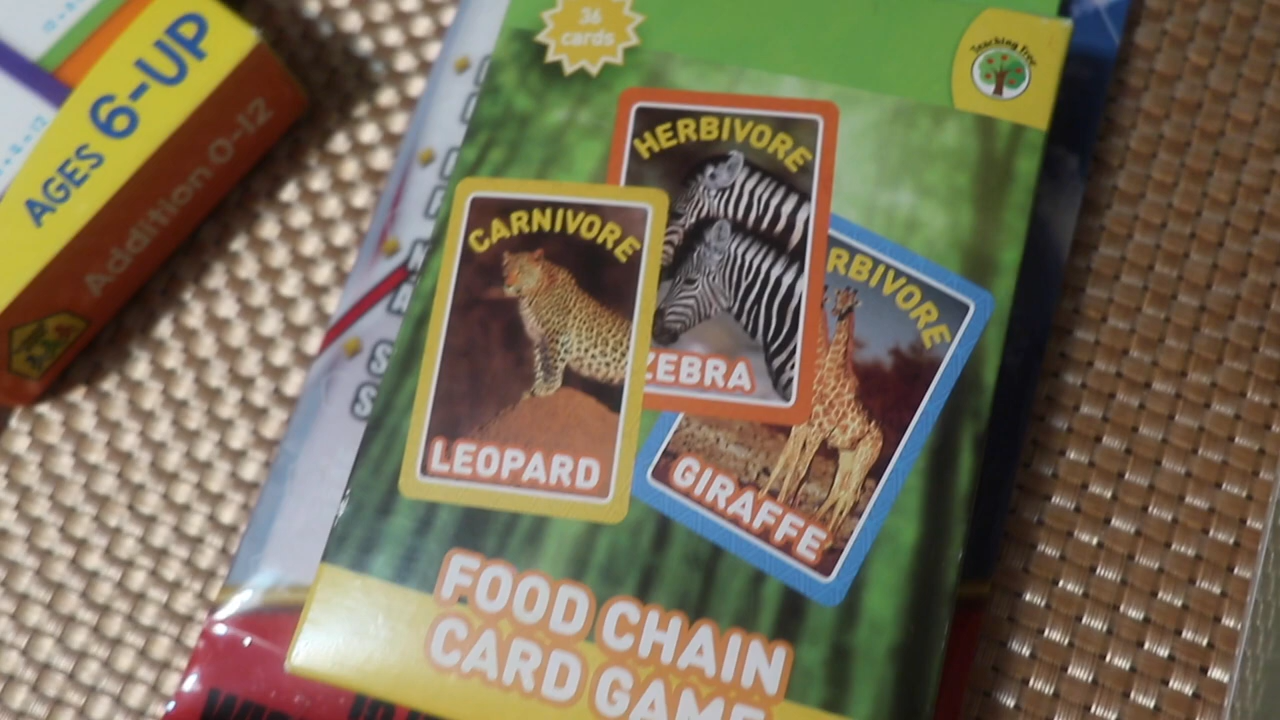 AGES 6-UP
Addition 0-12
36
cards
Teaching Tree
HERBIVORE
ZEBRA
CARNIVORE
LEOPARD
RBIVORE
GIRAFFE
FOOD CHAIN
CARD GAME